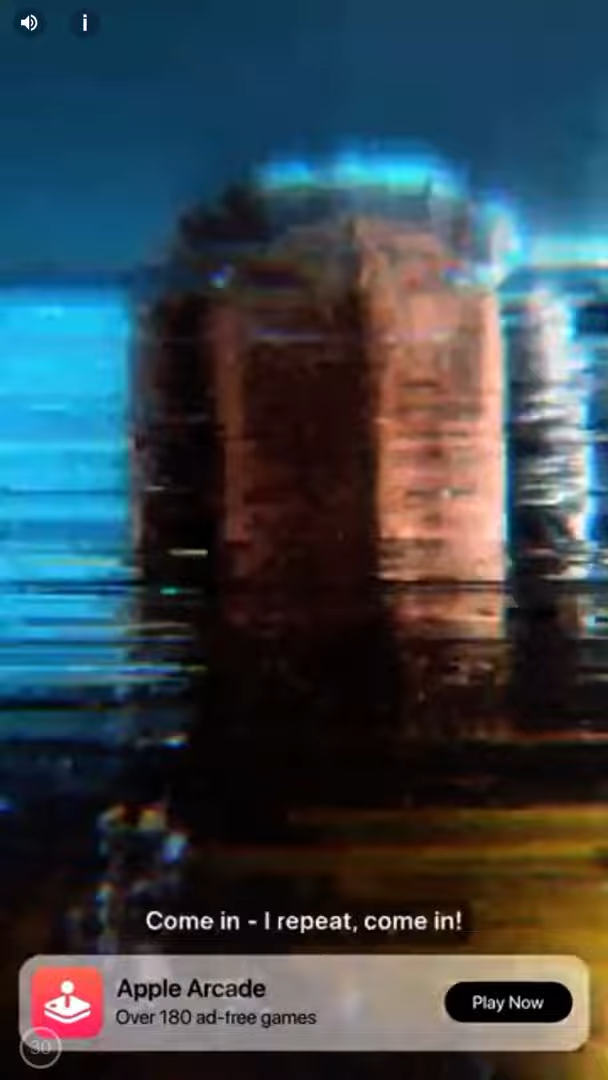 Come in - I repeat, come in!
Apple Arcade
Over 180 ad-free games
Play Now
30